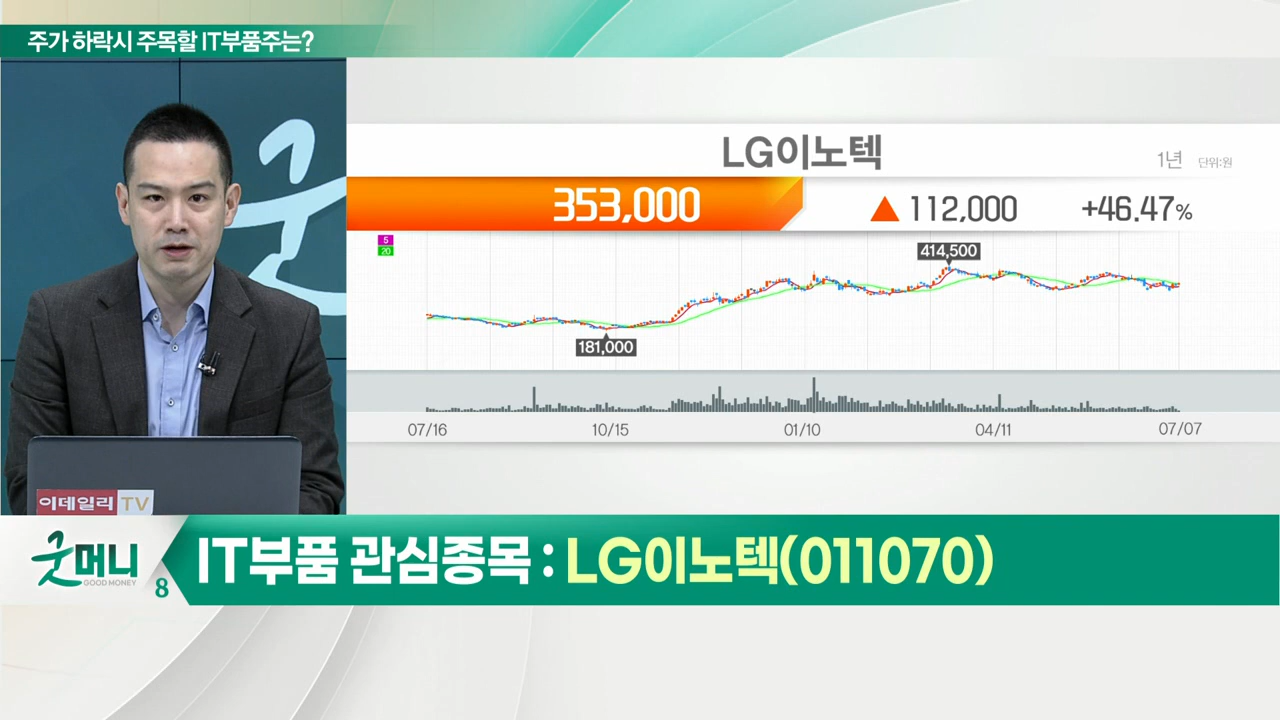 주가 하락시 주목할 IT부품주는?
LG이노텍
1년 단위:원
353,000 ▲ 112,000 +46.47%
5
20
414,500
181,000
07/16 10/15 01/10 04/11 07/07
이데일리 TV
굿머니
GOOD MONEY
8
IT부품 관심종목 : LG이노텍(011070)